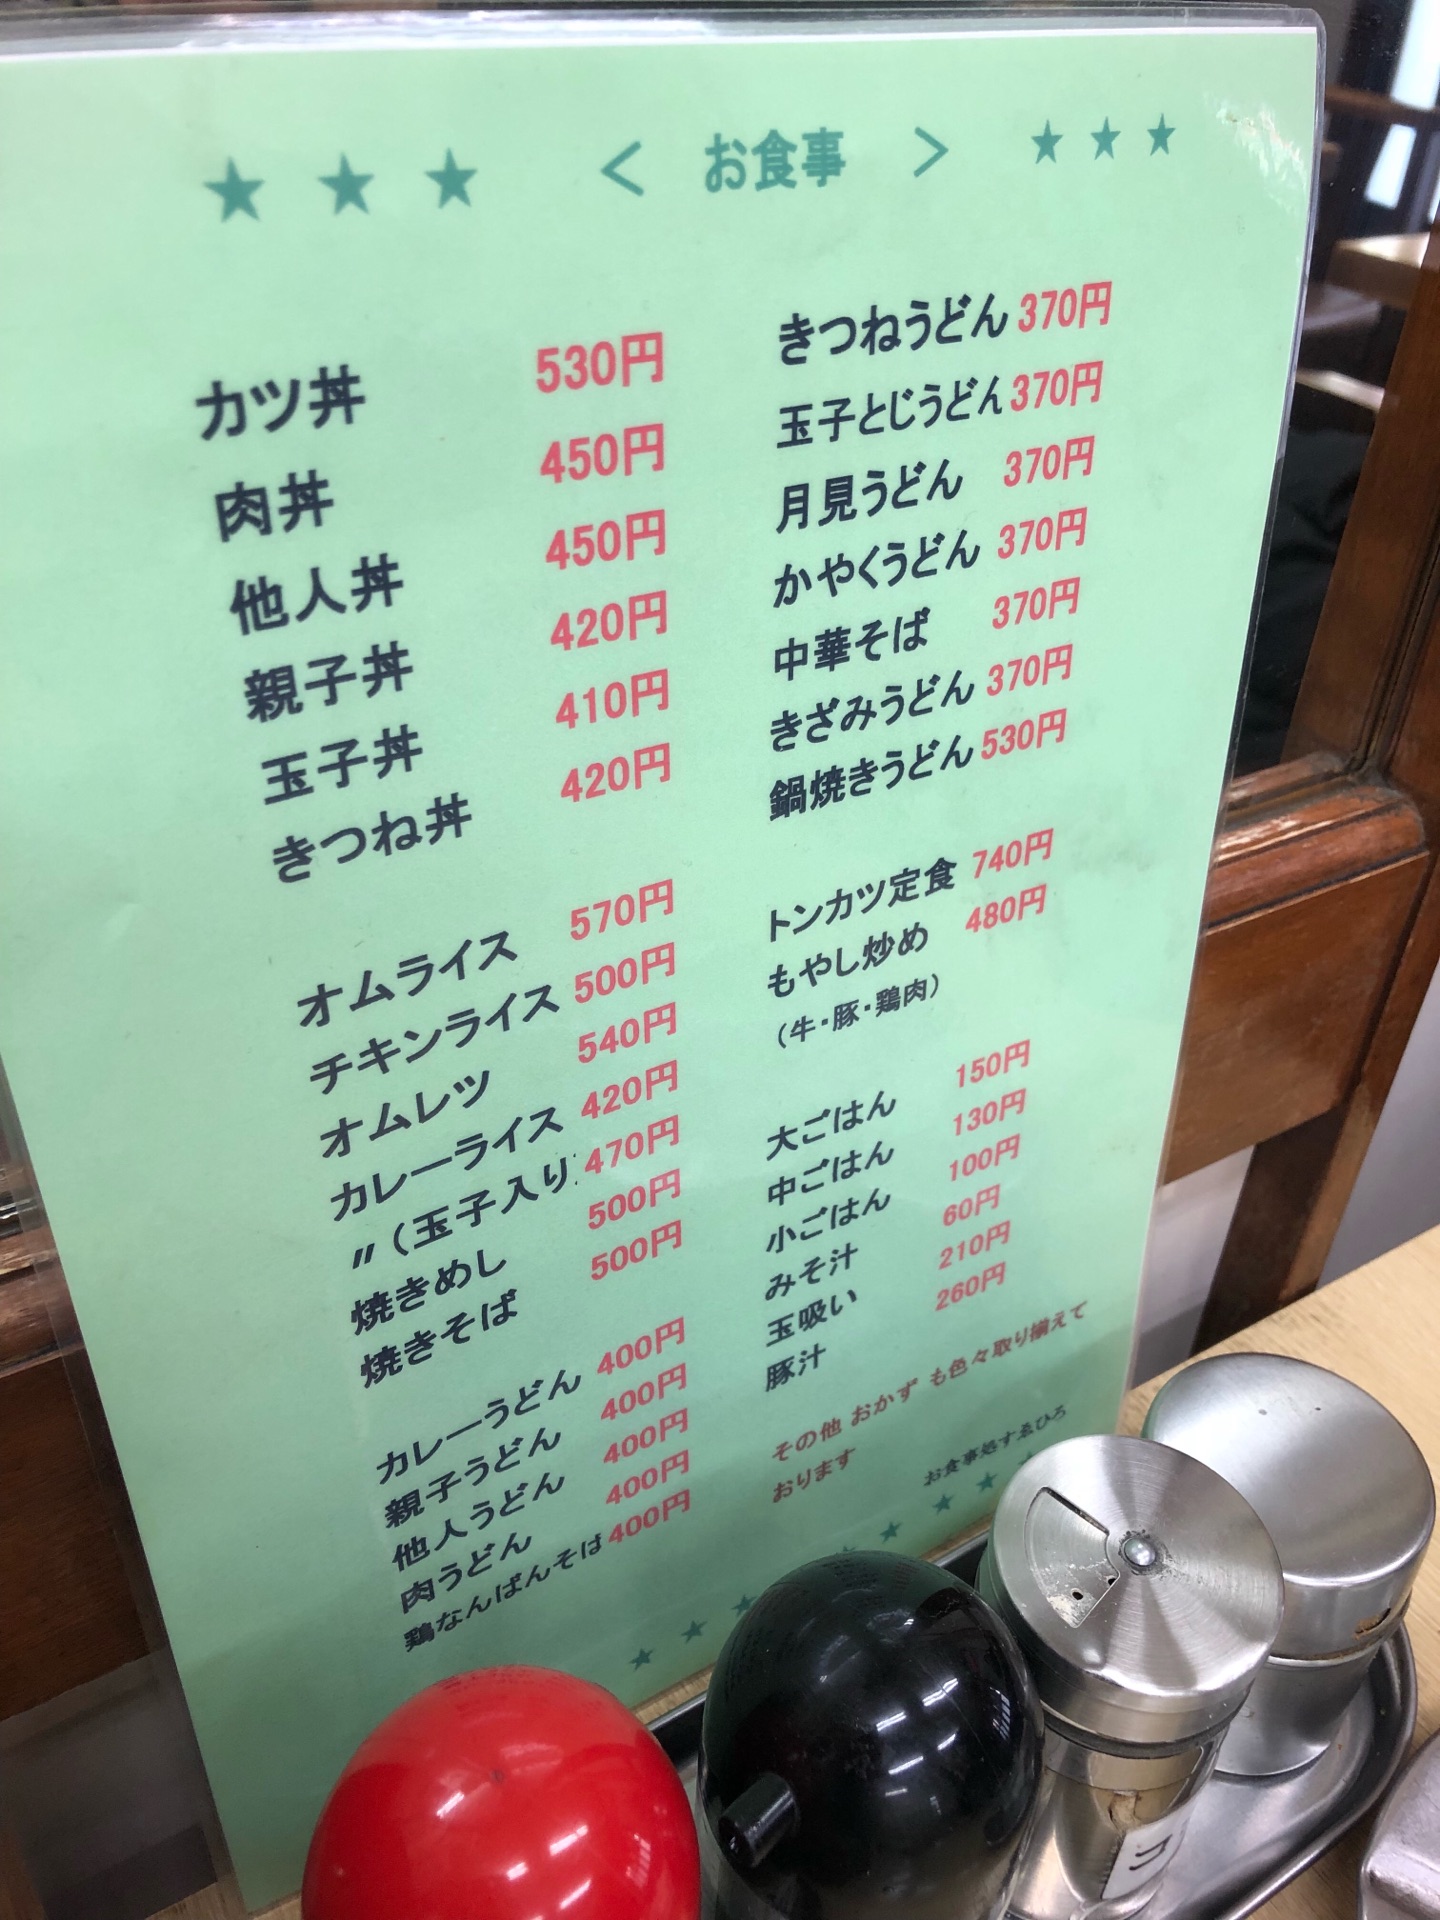 ★ ★ ★ < お食事 > ★ ★ ★
カツ丼 530円
肉丼 450円
他人丼 450円
親子丼 420円
玉子丼 410円
きつね丼 420円
オムライス 570円
チキンライス 500円
オムレツ 540円
カレーライス 420円
〃(玉子入り) 470円
焼きめし 500円
焼きそば 500円
カレーうどん 400円
親子うどん 400円
他人うどん 400円
肉うどん 400円
鶏なんばんそば 400円
きつねうどん 370円
玉子とじうどん 370円
月見うどん 370円
かやくうどん 370円
中華そば 370円
きざみうどん 370円
鍋焼きうどん 530円
トンカツ定食 740円
もやし炒め 480円
(牛・豚・鶏肉)
大ごはん 150円
中ごはん 130円
小ごはん 100円
みそ汁 60円
玉吸い 210円
豚汁 260円
その他 おかず も色々取り揃えて
おります
お食事処すゑひろ
★ ★ ★ ★ ★ ★ ★
コ